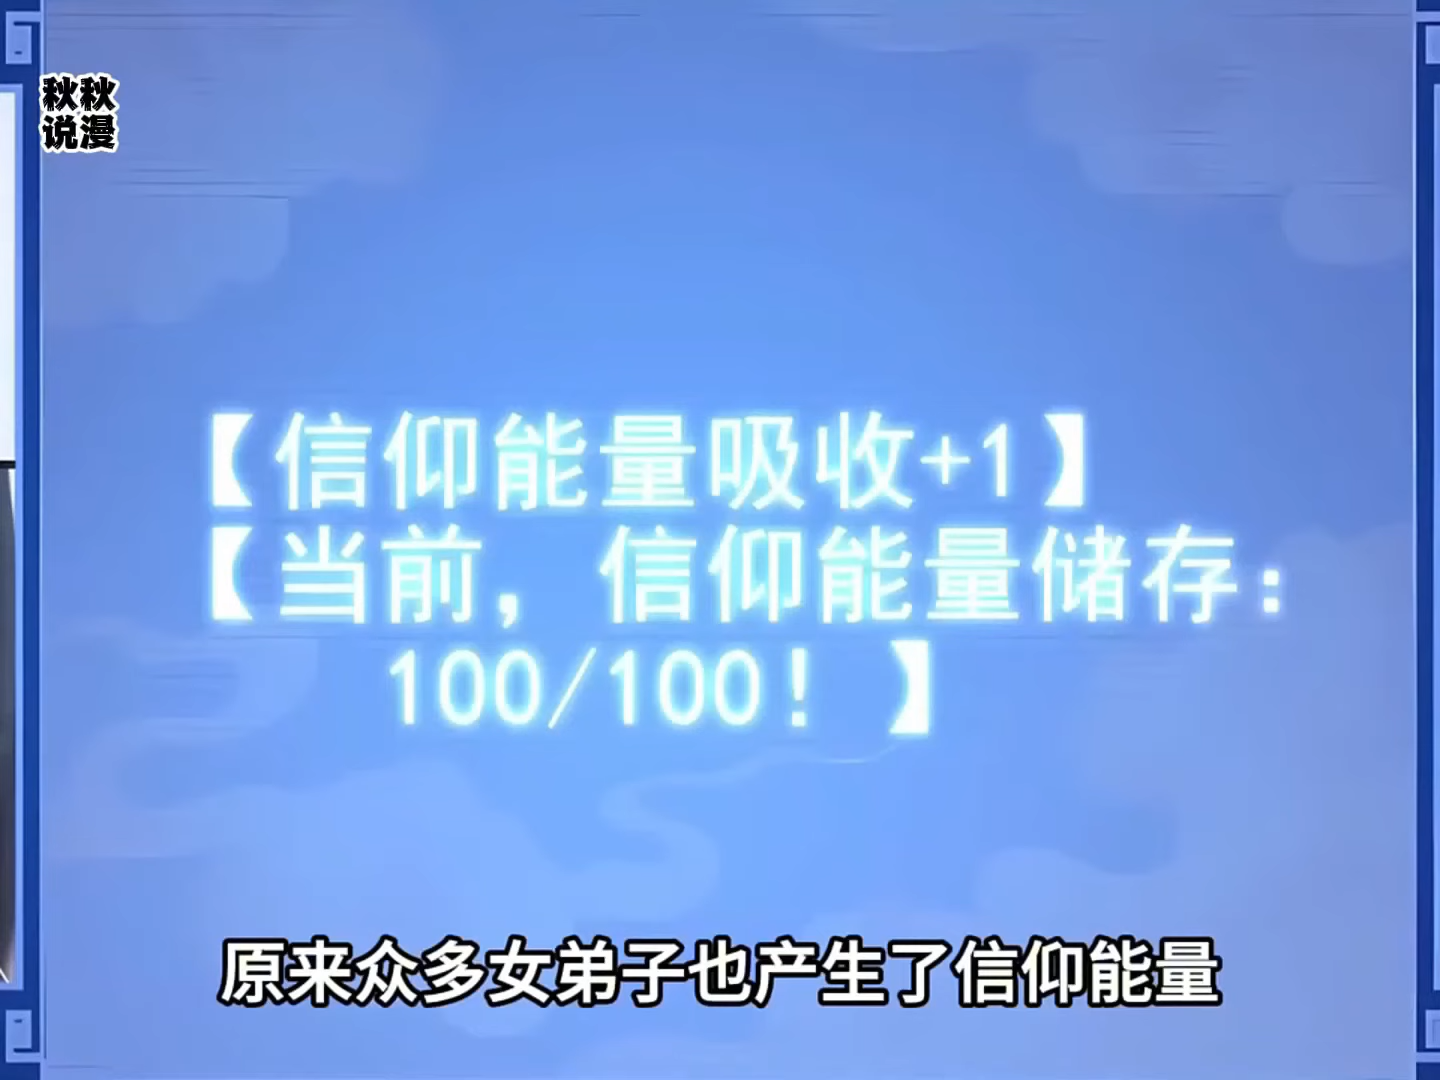 秋秋
说漫
【信仰能量吸收+1】
【当前，信仰能量储存：
100/100！】
原来众多女弟子也产生了信仰能量